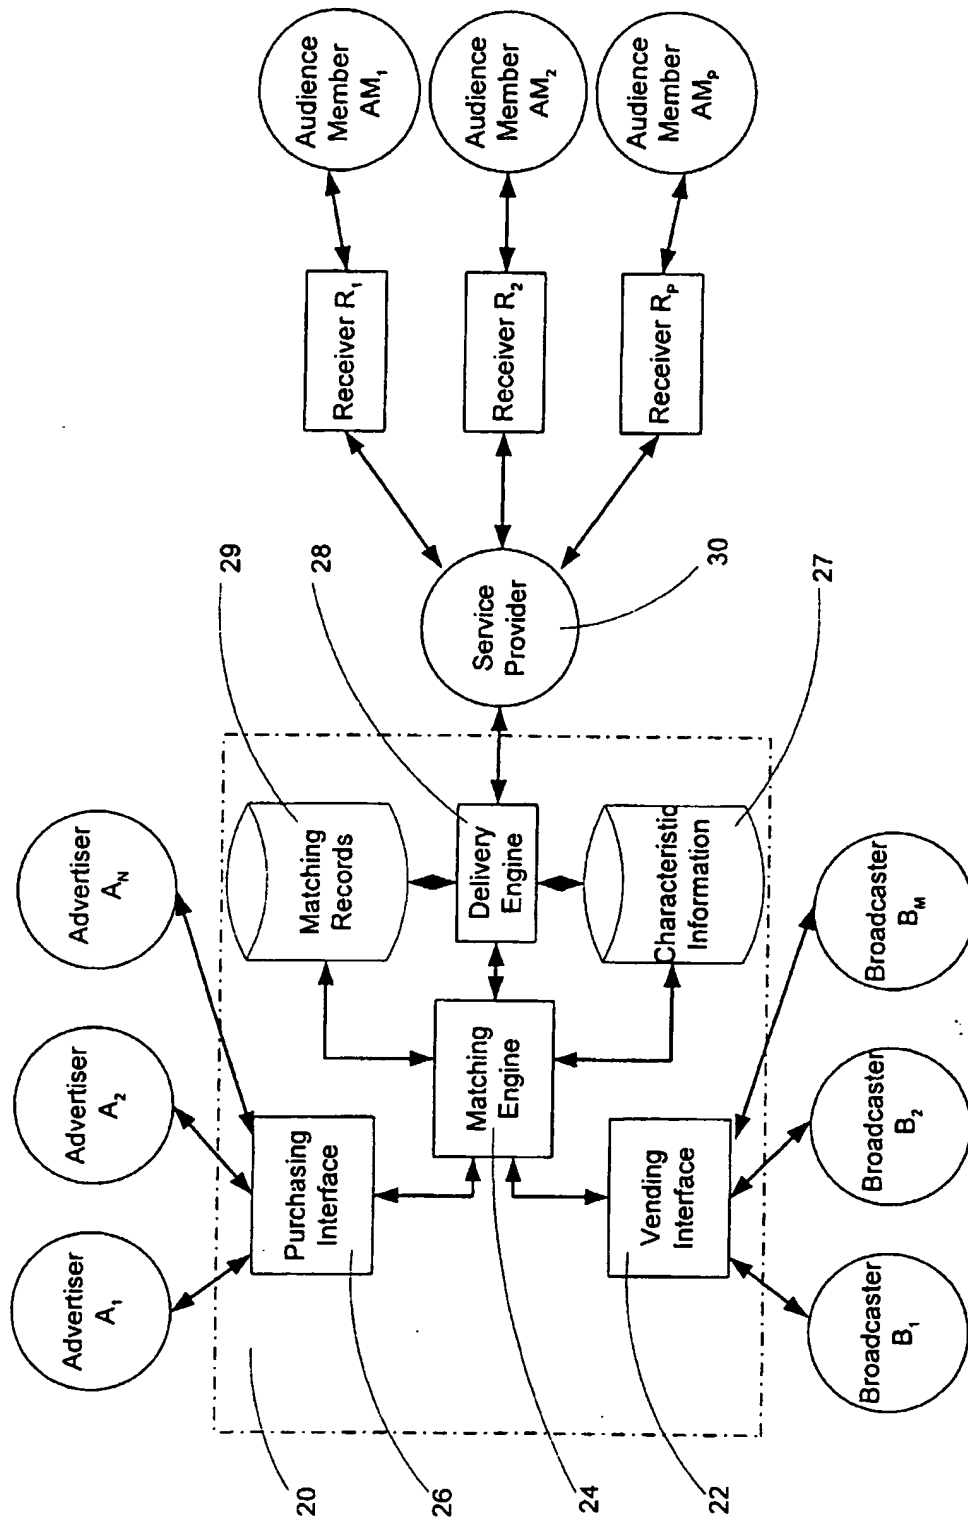 Advertiser
A1
Advertiser
A2
Advertiser
AN
20
26
24
22
Purchasing
Interface
Vending
Interface
Matching
Engine
Matching
Records
Delivery
Engine
Characteristic
Information
29
28
30
27
Service
Provider
Receiver R1
Receiver R2
Receiver RP
Audience
Member
AM1
Audience
Member
AM2
Audience
Member
AMP
Broadcaster
B1
Broadcaster
B2
Broadcaster
BM